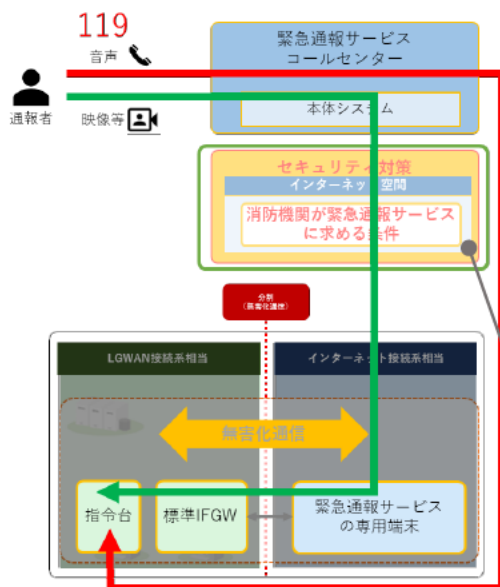 119
音声
緊急通報サービス
コールセンター
通報者
映像等
本体システム
セキュリティ対策
インターネット空間
消防機関が緊急通報サービス
に求める条件
分割
(無害化通信)
LGWAN接続系相当
インターネット接続系相当
無害化通信
指令台
標準IFGW
緊急通報サービス
の専用端末